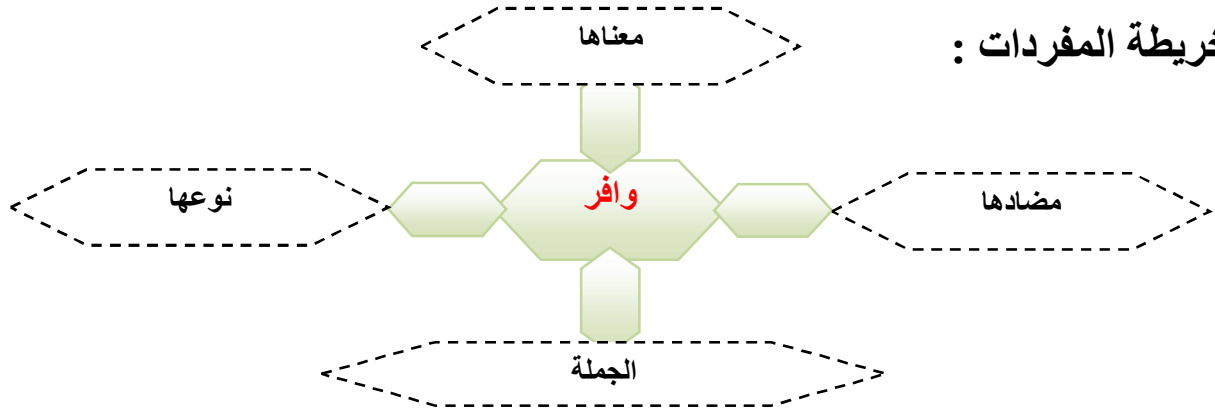 معناها
خريطة المفردات :
وافر
مضادها
نوعها
الجملة